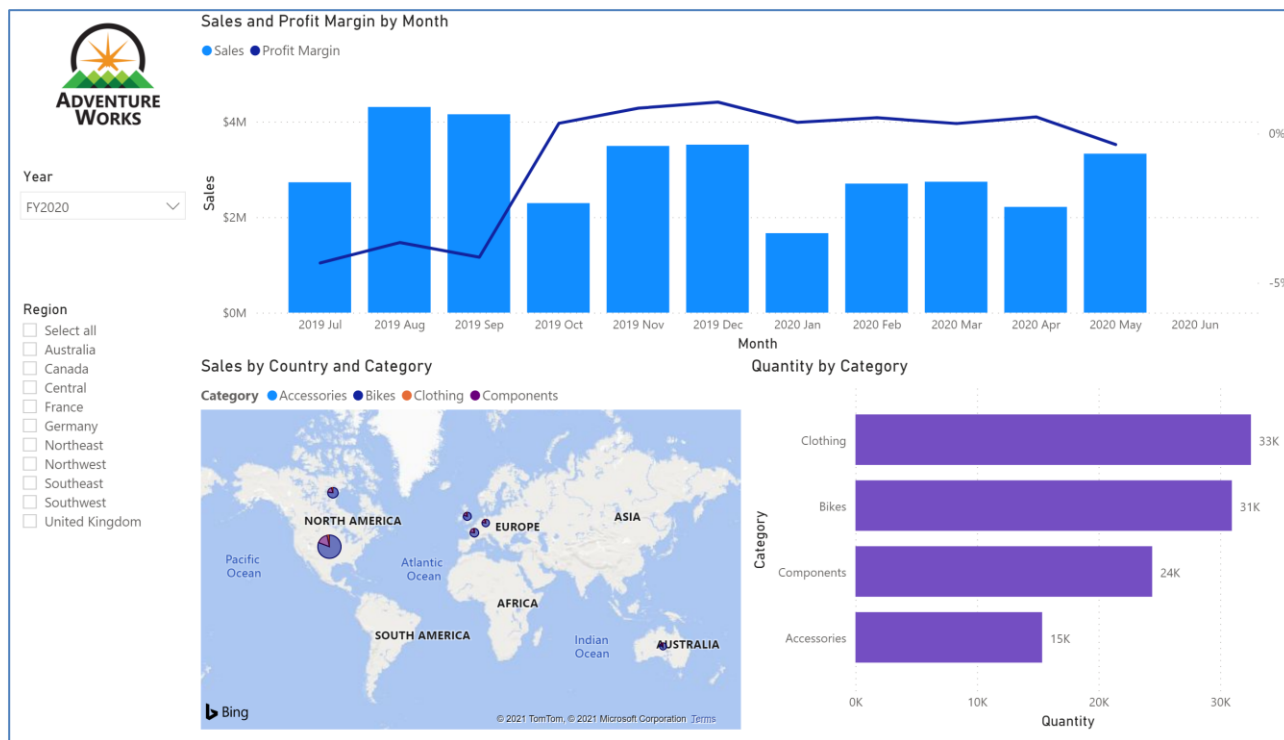 ADVENTURE
WORKS
Year
FY2020
Region
Select all
Australia
Canada
Central
France
Germany
Northeast
Northwest
Southeast
Southwest
United Kingdom
Sales and Profit Margin by Month
Sales Profit Margin
$4M
$2M
$0M
Sales
0%
-5%
2019 Jul 2019 Aug 2019 Sep 2019 Oct 2019 Nov 2019 Dec 2020 Jan 2020 Feb 2020 Mar 2020 Apr 2020 May 2020 Jun
Month
Sales by Country and Category
Category Accessories Bikes Clothing Components
NORTH AMERICA
EUROPE
ASIA
Pacific
Ocean
Atlantic
Ocean
AFRICA
SOUTH AMERICA
Indian
Ocean
AUSTRALIA
Bing
© 2021 TomTom, © 2021 Microsoft Corporation Terms
Quantity by Category
Category
Clothing 33K
Bikes 31K
Components 24K
Accessories 15K
0K 10K 20K 30K
Quantity